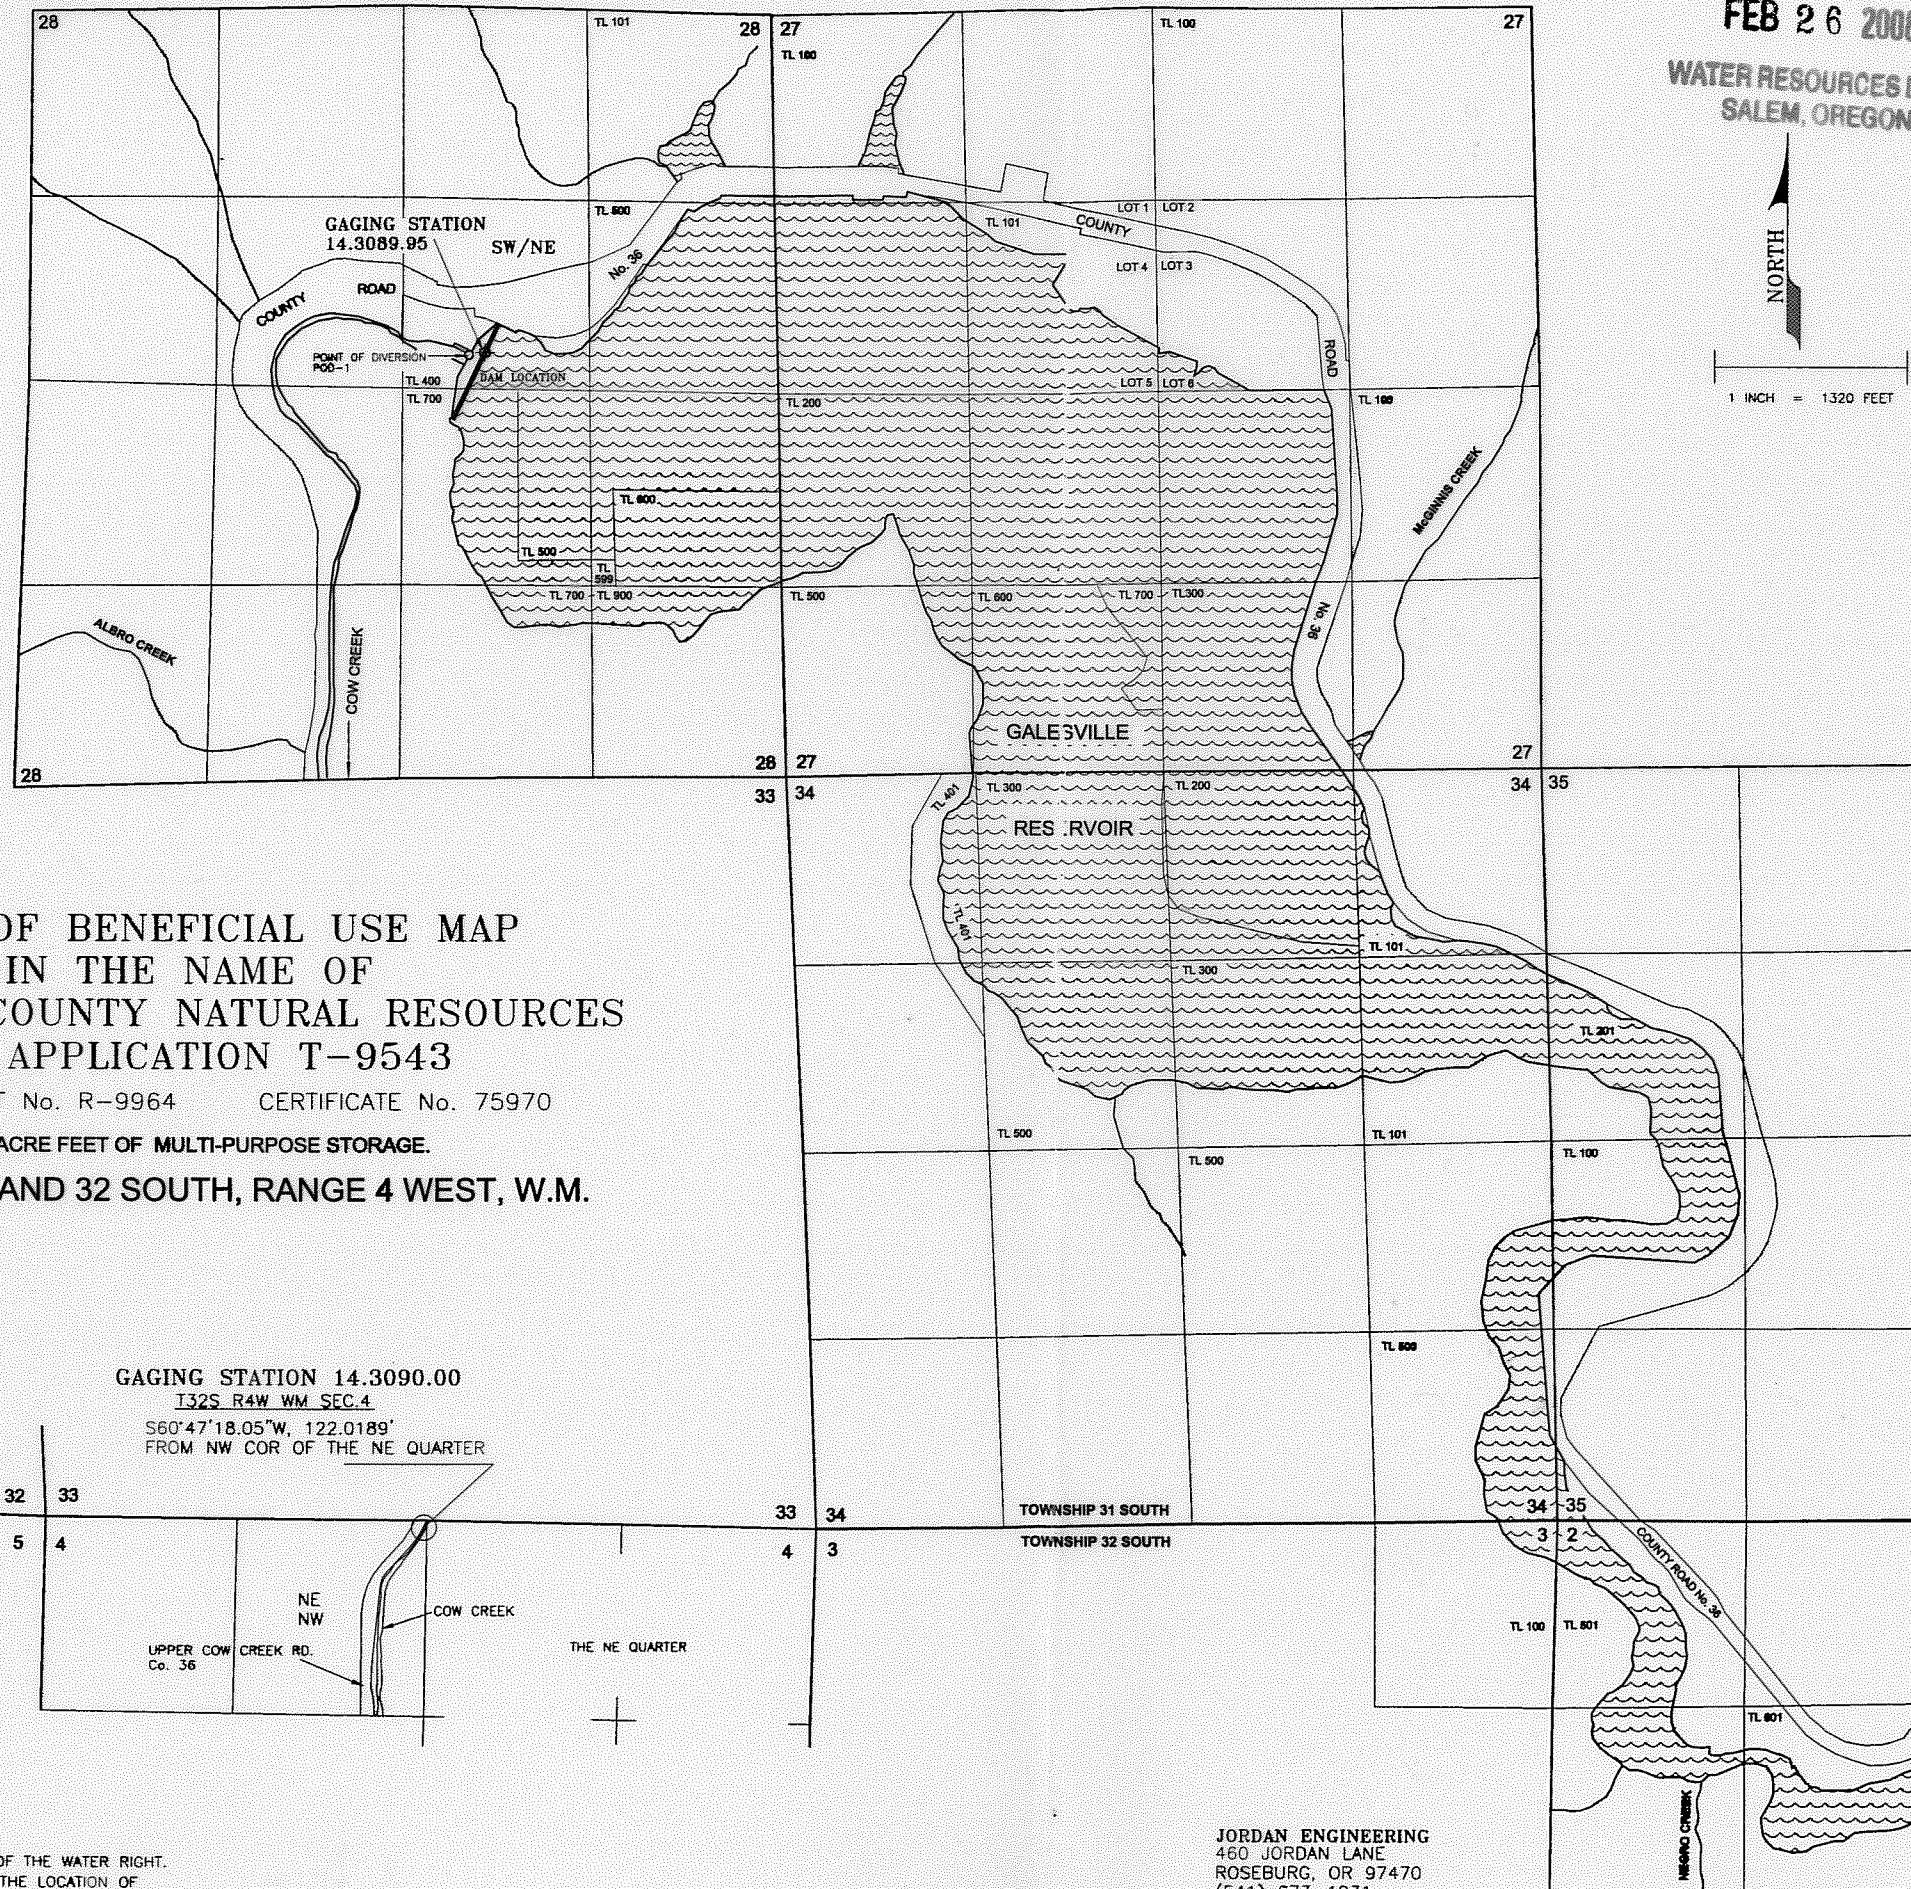 FEB 26
WATER RESOURCES
SALEM, OREGON
NORTH
1 INCH = 1320 FEET
28
TL 101
28 27
TL 100
TL 100
27
GAGING STATION
14.3089.95
SW/NE
TL 500
No. 36
TL 101
COUNTY
LOT 1 LOT 2
LOT 4 LOT 3
COUNTY
ROAD
ROAD
POINT OF DIVERSION
POD-1
TL 400
TL 700
DAM LOCATION
TL 200
LOT 5 LOT 6
TL 100
McGINNIS CREEK
TL 600
TL 500
TL
599
TL 700 TL 900
TL 500
TL 600
TL 700 TL300
No. 36
ALBRO CREEK
COW CREEK
GALESVILLE
28
28 27
27
33 34
34 35
TL 401
TL 300
TL 200
RES RVOIR
TL 401
TL 101
TL 300
TL 201
OF BENEFICIAL USE MAP
IN THE NAME OF
COUNTY NATURAL RESOURCES
APPLICATION T-9543
No. R-9964 CERTIFICATE No. 75970
ACRE FEET OF MULTI-PURPOSE STORAGE.
AND 32 SOUTH, RANGE 4 WEST, W.M.
TL 500
TL 500
TL 101
TL 100
TL 500
GAGING STATION 14.3090.00
T32S R4W WM SEC.4
S60°47'18.05"W, 122.0189'
FROM NW COR OF THE NE QUARTER
32 33
33 34
TOWNSHIP 31 SOUTH
34 35
5 4
4 3
TOWNSHIP 32 SOUTH
3 2
COUNTY ROAD No. 36
NE
NW
COW CREEK
UPPER COW CREEK RD.
Co. 36
THE NE QUARTER
TL 100 TL 801
TL 801
NEGRO CREEK
OF THE WATER RIGHT.
THE LOCATION OF
JORDAN ENGINEERING
460 JORDAN LANE
ROSEBURG, OR 97470